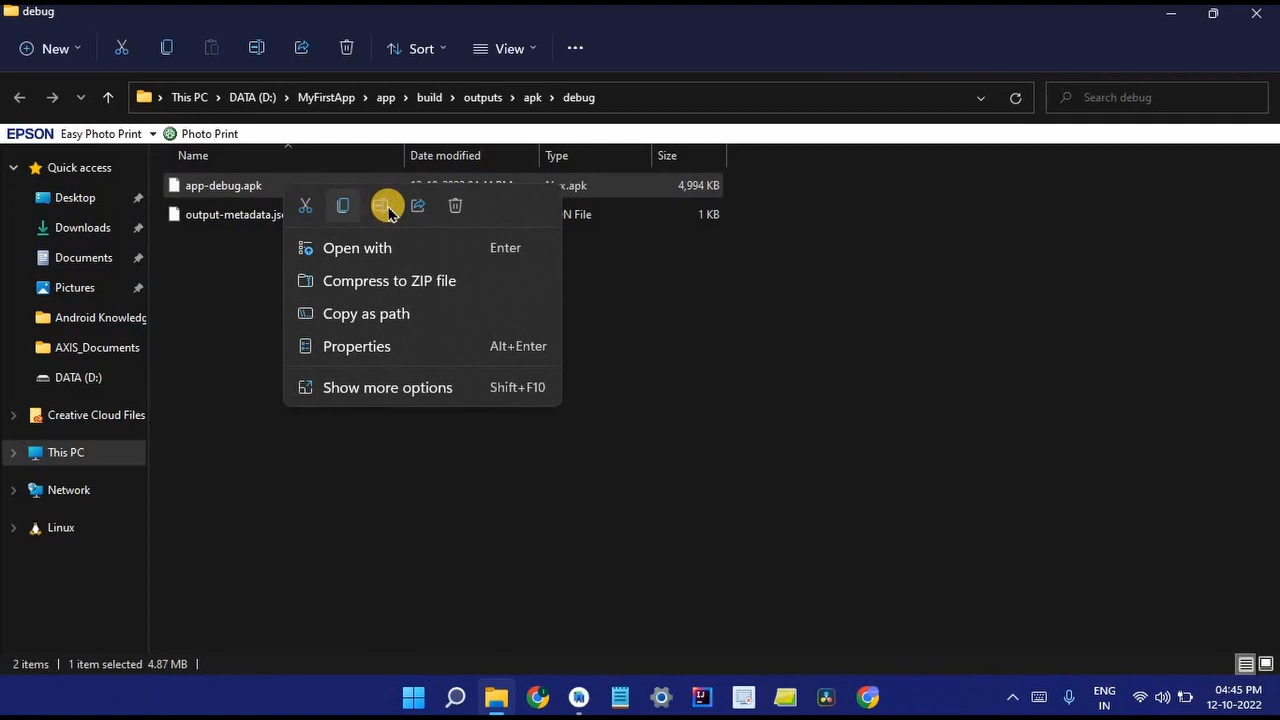 debug
New Sort View
This PC DATA (D:) MyFirstApp app build outputs apk debug Search debug
EPSON Easy Photo Print Photo Print
Name Date modified Type Size
Quick access
Desktop
Downloads
Documents
Pictures
Android Knowledg
AXIS_Documents
DATA (D:)
Creative Cloud Files
This PC
Network
Linux
app-debug.apk x.apk 4,994 KB
output-metadata.js N File 1 KB
Open with Enter
Compress to ZIP file
Copy as path
Properties Alt+Enter
Show more options Shift+F10
2 items 1 item selected 4.87 MB
ENG
IN
04:45 PM
12-10-2022